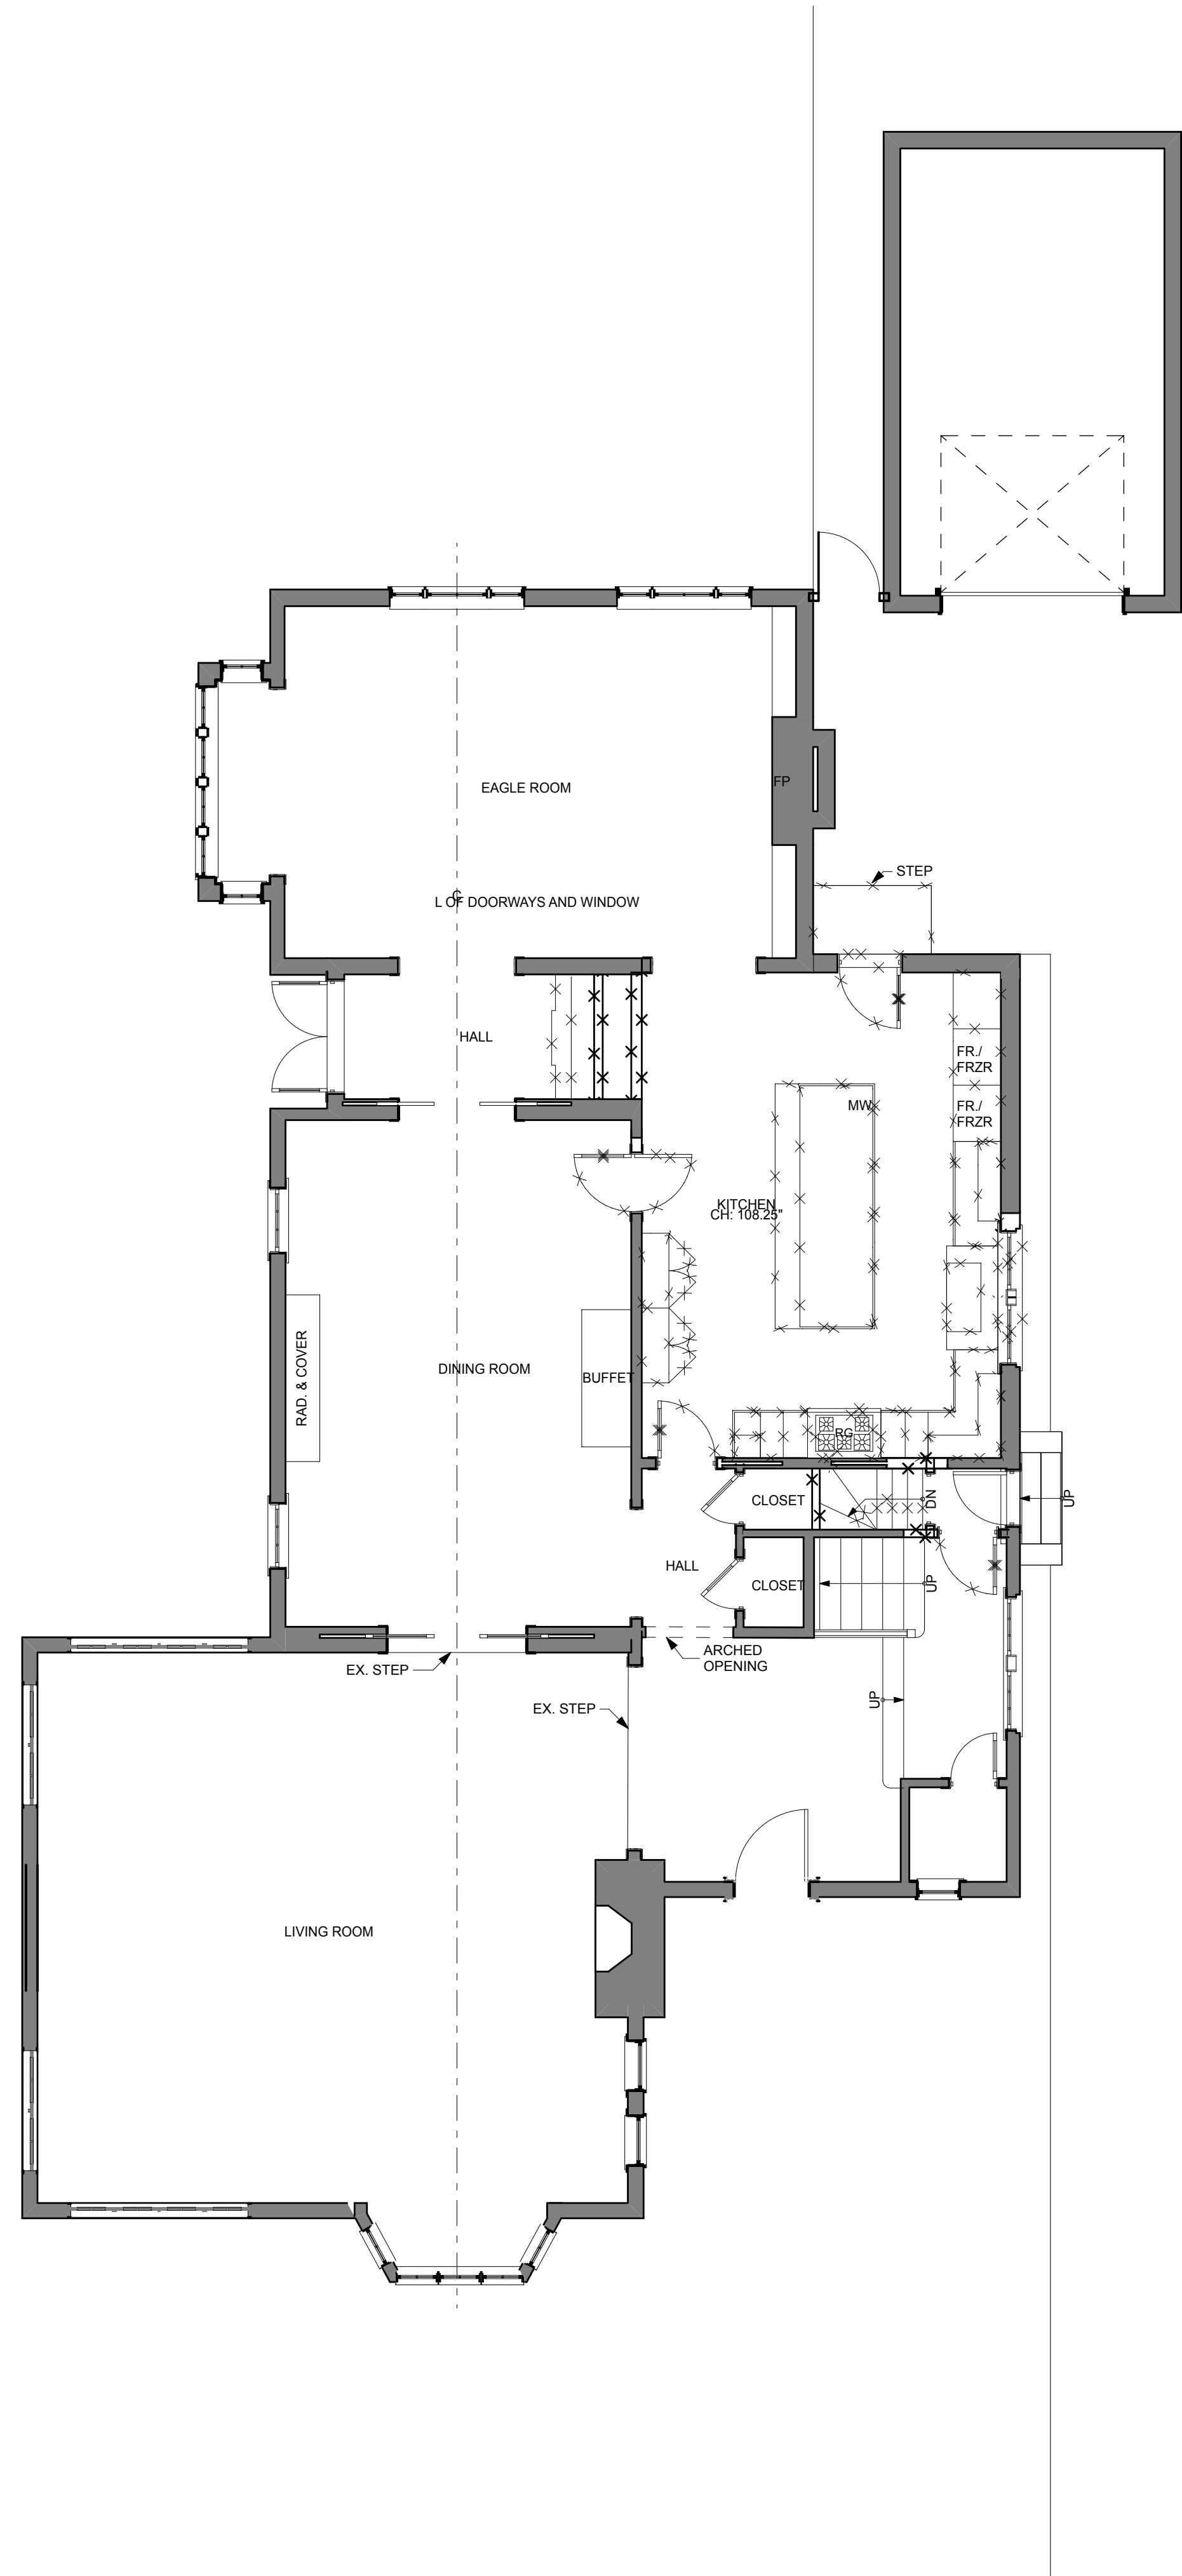 EAGLE ROOM
FP
STEP
℄
L OF DOORWAYS AND WINDOW
HALL
FR./
FRZR
MW
FR./
FRZR
KITCHEN
CH: 108.25"
RAD. & COVER
DINING ROOM
BUFFET
RG
CLOSET
DN
UP
HALL
CLOSET
UP
ARCHED
OPENING
EX. STEP
UP
EX. STEP
LIVING ROOM